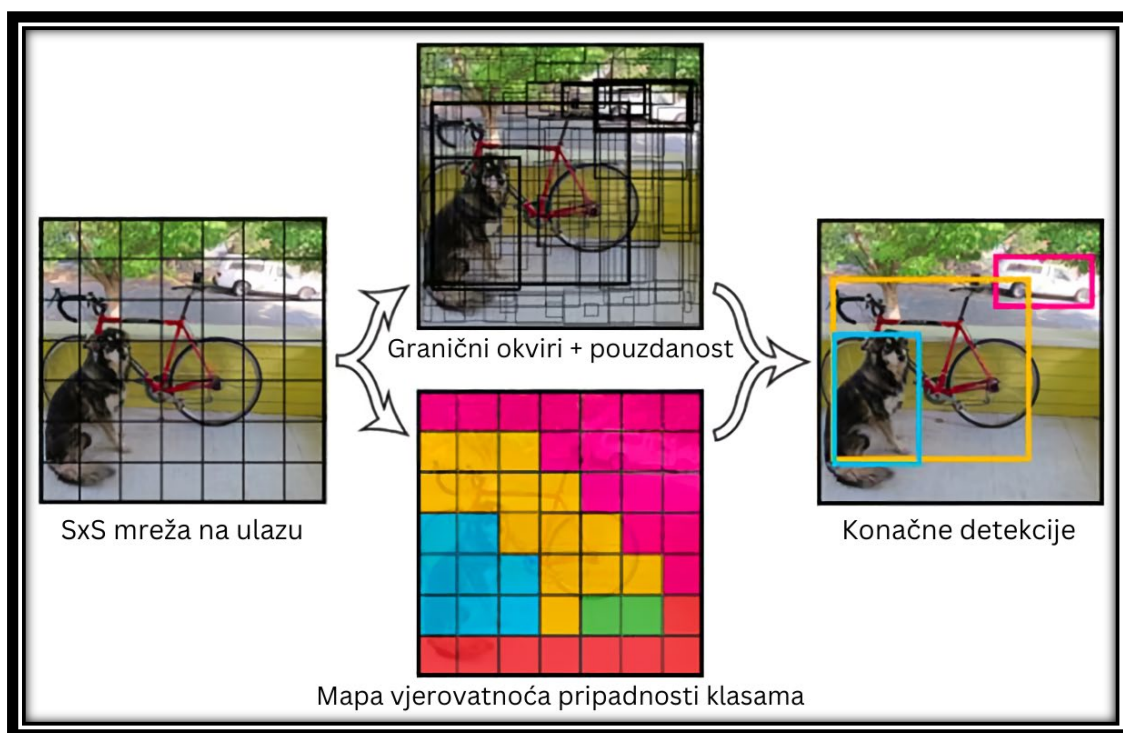 SxS mreža na ulazu
Granični okviri + pouzdanost
Mapa vjerovatnoća pripadnosti klasama
Konačne detekcije